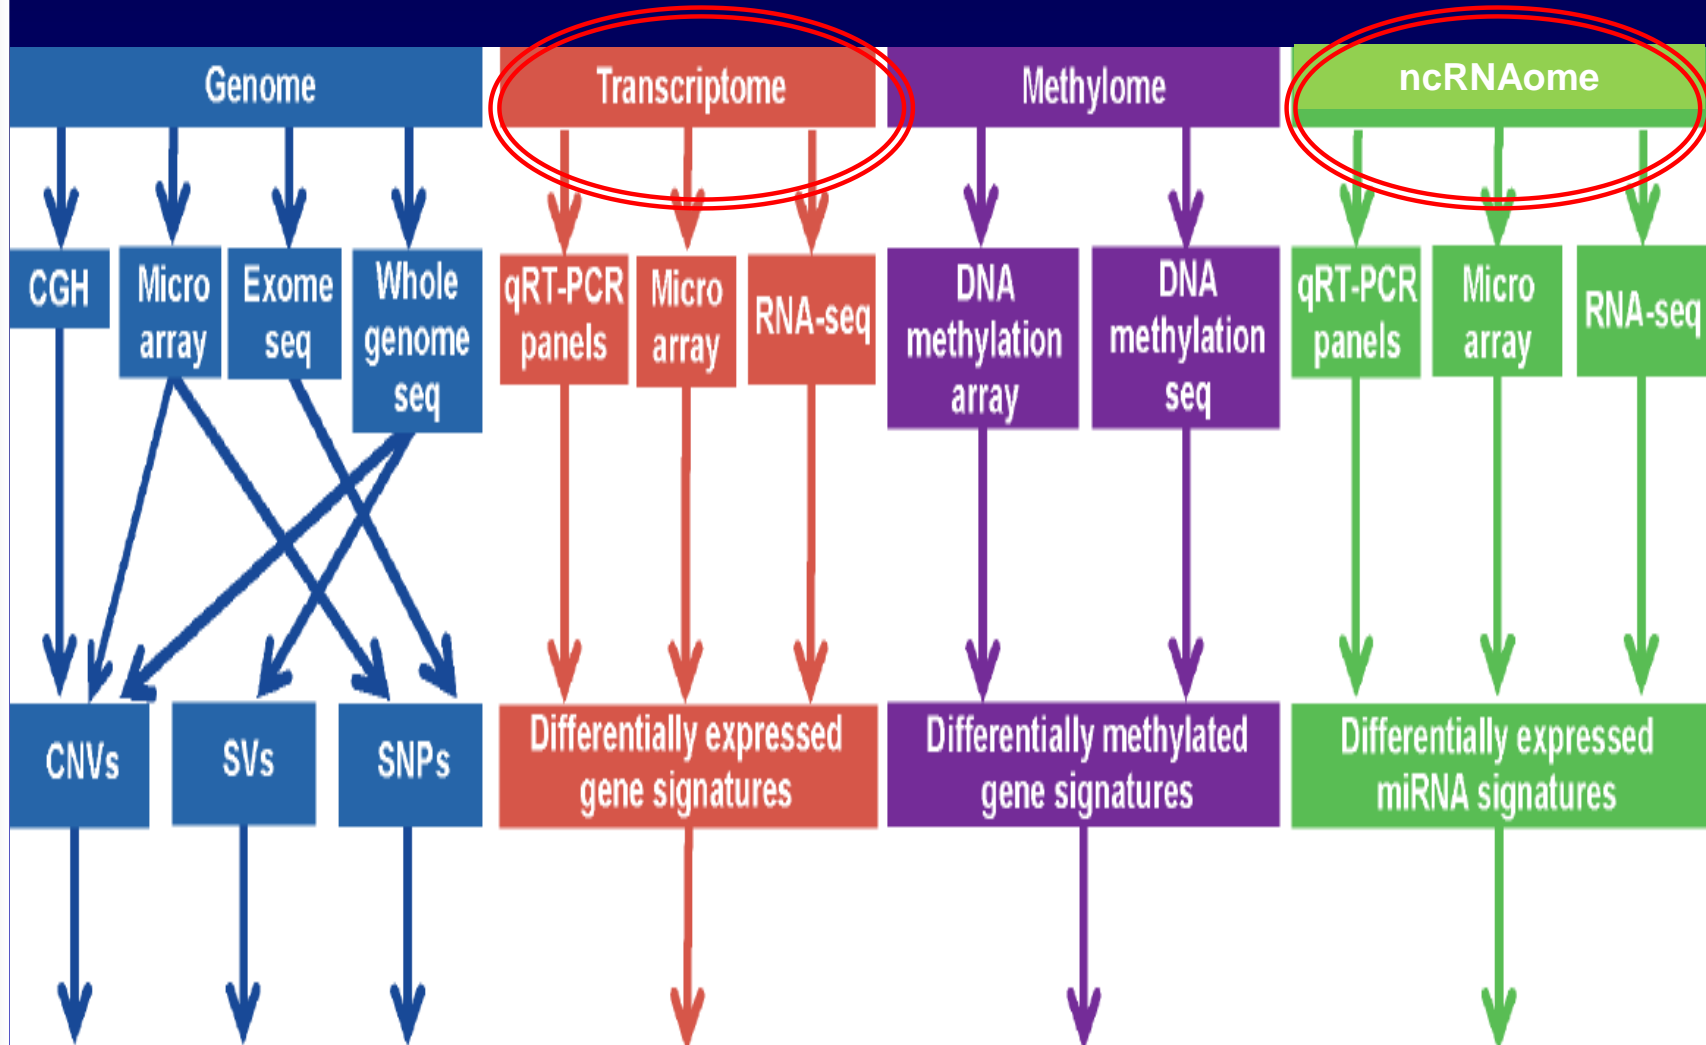 Genome
Transcriptome
Methylome
ncRNAome
CGH
Micro
array
Exome
seq
Whole
genome
seq
qRT-PCR
panels
Micro
array
RNA-seq
DNA
methylation
array
DNA
methylation
seq
qRT-PCR
panels
Micro
array
RNA-seq
CNVs
SVs
SNPs
Differentially expressed
gene signatures
Differentially methylated
gene signatures
Differentially expressed
miRNA signatures